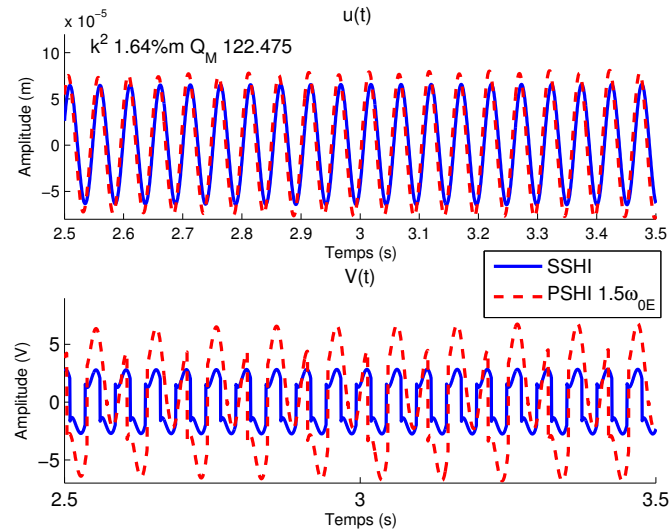 x 10⁻⁵
u(t)
k² 1.64%m Q_M 122.475
10
5
0
−5
Amplitude (m)
2.5 2.6 2.7 2.8 2.9 3 3.1 3.2 3.3 3.4 3.5
Temps (s)
V(t)
SSHI
PSHI 1.5ω_0E
5
0
−5
Amplitude (V)
2.5 3 3.5
Temps (s)